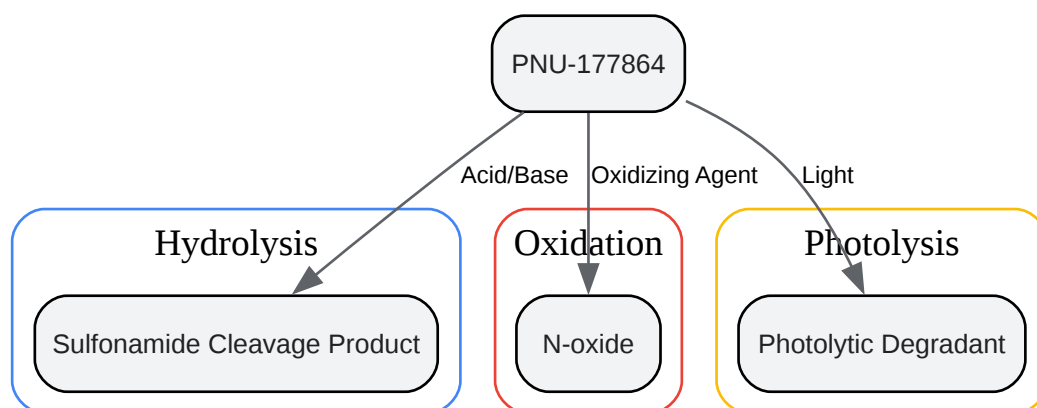 PNU-177864
Acid/Base
Oxidizing Agent
Light
Hydrolysis
Oxidation
Photolysis
Sulfonamide Cleavage Product
N-oxide
Photolytic Degradant